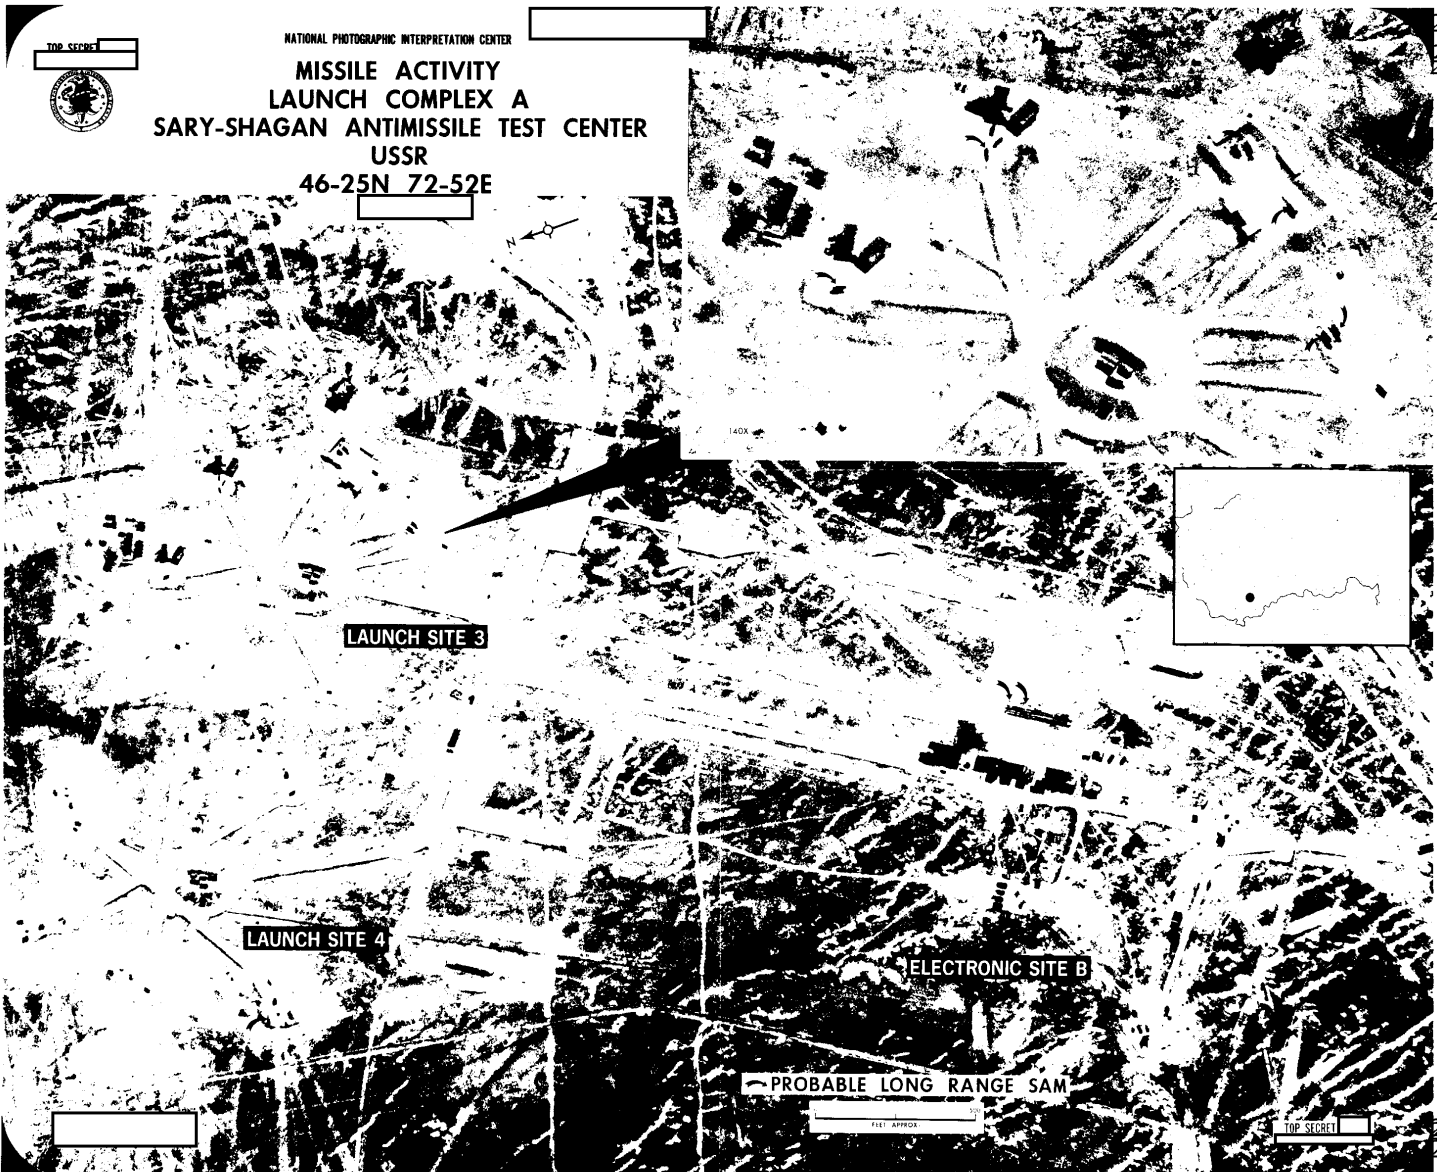 TOP SECRET
NATIONAL PHOTOGRAPHIC INTERPRETATION CENTER
MISSILE ACTIVITY
LAUNCH COMPLEX A
SARY-SHAGAN ANTIMISSILE TEST CENTER
USSR
46-25N 72-52E
N
140X
LAUNCH SITE 3
LAUNCH SITE 4
ELECTRONIC SITE B
PROBABLE LONG RANGE SAM
500
FEET APPROX.
TOP SECRET